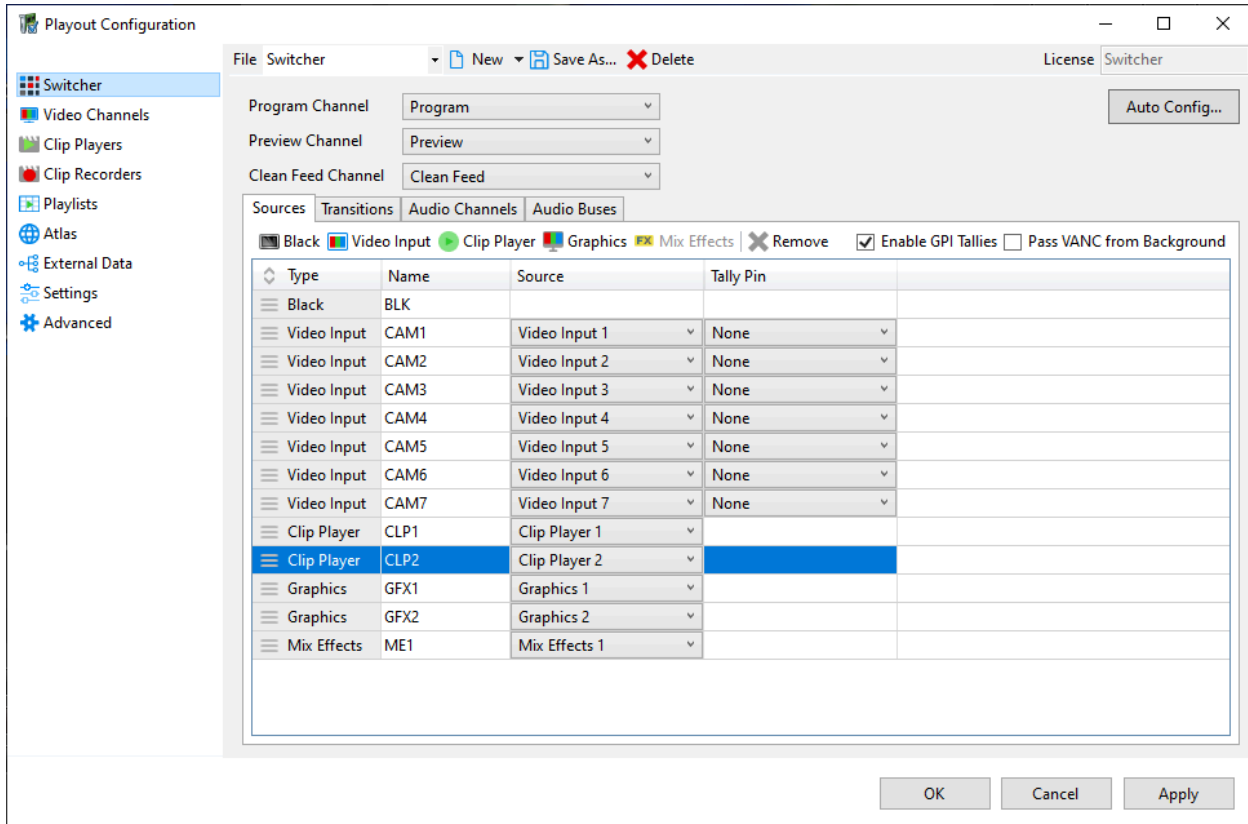 Playout Configuration
File Switcher New Save As... Delete License Switcher
Switcher
Video Channels
Clip Players
Clip Recorders
Playlists
Atlas
External Data
Settings
Advanced
Program Channel Program Auto Config...
Preview Channel Preview
Clean Feed Channel Clean Feed
Sources Transitions Audio Channels Audio Buses
Black Video Input Clip Player Graphics FX Mix Effects Remove Enable GPI Tallies Pass VANC from Background
Type Name Source Tally Pin
Black BLK
Video Input CAM1 Video Input 1 None
Video Input CAM2 Video Input 2 None
Video Input CAM3 Video Input 3 None
Video Input CAM4 Video Input 4 None
Video Input CAM5 Video Input 5 None
Video Input CAM6 Video Input 6 None
Video Input CAM7 Video Input 7 None
Clip Player CLP1 Clip Player 1
Clip Player CLP2 Clip Player 2
Graphics GFX1 Graphics 1
Graphics GFX2 Graphics 2
Mix Effects ME1 Mix Effects 1
OK Cancel Apply